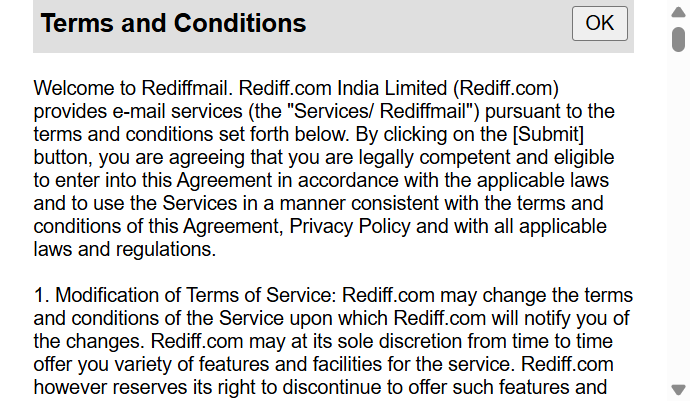 Terms and Conditions
OK
Welcome to Rediffmail. Rediff.com India Limited (Rediff.com)
provides e-mail services (the "Services/ Rediffmail") pursuant to the
terms and conditions set forth below. By clicking on the [Submit]
button, you are agreeing that you are legally competent and eligible
to enter into this Agreement in accordance with the applicable laws
and to use the Services in a manner consistent with the terms and
conditions of this Agreement, Privacy Policy and with all applicable
laws and regulations.
1. Modification of Terms of Service: Rediff.com may change the terms
and conditions of the Service upon which Rediff.com will notify you of
the changes. Rediff.com may at its sole discretion from time to time
offer you variety of features and facilities for the service. Rediff.com
however reserves its right to discontinue to offer such features and